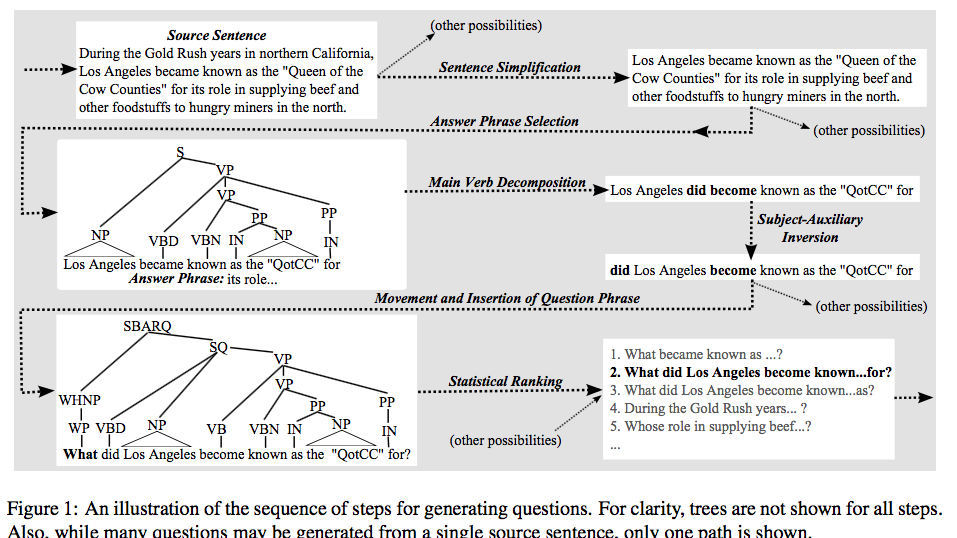 (other possibilities)
Source Sentence
During the Gold Rush years in northern California,
Los Angeles became known as the "Queen of the
Cow Counties" for its role in supplying beef and
other foodstuffs to hungry miners in the north.
Sentence Simplification
Los Angeles became known as the "Queen of the
Cow Counties" for its role in supplying beef and
other foodstuffs to hungry miners in the north.
(other possibilities)
Answer Phrase Selection
S
VP
VP
PP
PP
NP
VBD VBN IN
NP
IN
Los Angeles became known as the "QotCC" for
Answer Phrase: its role...
Main Verb Decomposition
Los Angeles did become known as the "QotCC" for
Subject-Auxiliary
Inversion
did Los Angeles become known as the "QotCC" for
(other possibilities)
Movement and Insertion of Question Phrase
SBARQ
SQ
VP
VP
PP
PP
WHNP
WP VBD
NP
VB
VBN IN
NP
IN
What did Los Angeles become known as the "QotCC" for?
Statistical Ranking
(other possibilities)
1. What became known as ...?
2. What did Los Angeles become known...for?
3. What did Los Angeles become known...as?
4. During the Gold Rush years... ?
5. Whose role in supplying beef...?
...
Figure 1: An illustration of the sequence of steps for generating questions. For clarity, trees are not shown for all steps.
Also, while many questions may be generated from a single source sentence, only one path is shown.